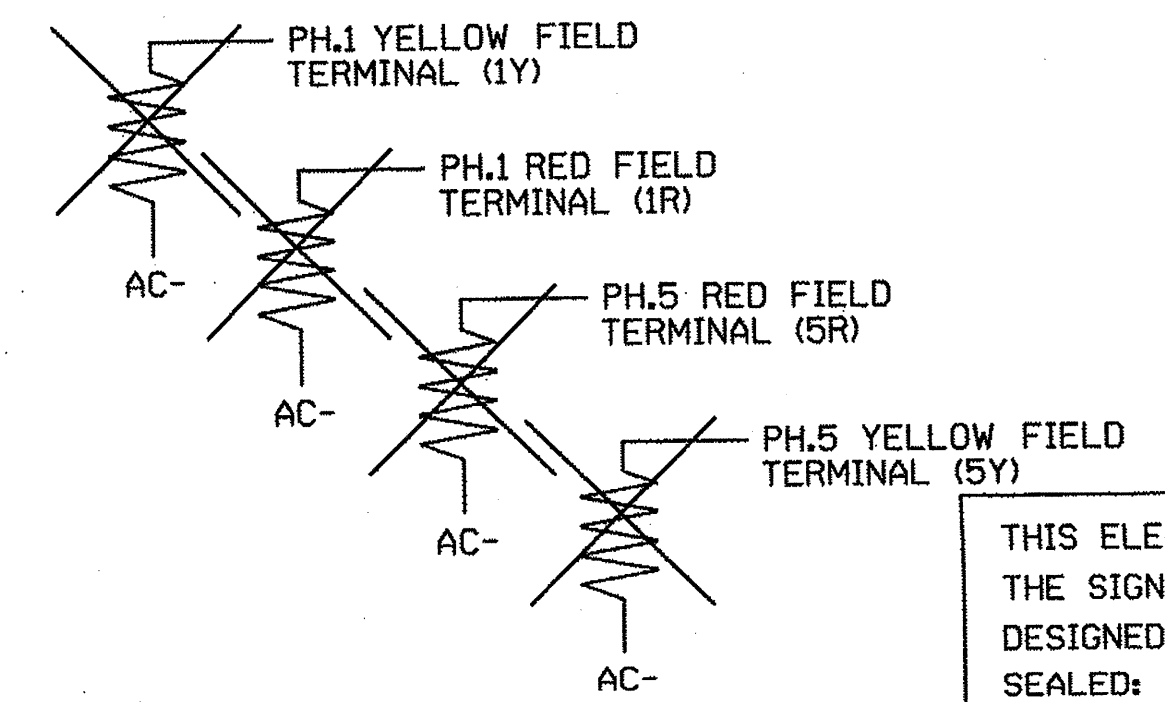 PH.1 YELLOW FIELD
TERMINAL (1Y)
AC-
PH.1 RED FIELD
TERMINAL (1R)
AC-
PH.5 RED FIELD
TERMINAL (5R)
AC-
PH.5 YELLOW FIELD
TERMINAL (5Y)
AC-
THIS ELE
THE SIGN
DESIGNED
SEALED: